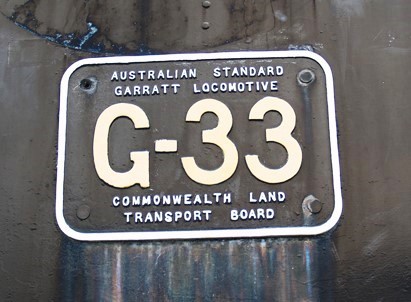 AUSTRALIAN STANDARD
GARRATT LOCOMOTIVE
G-33
COMMONWEALTH LAND
TRANSPORT BOARD